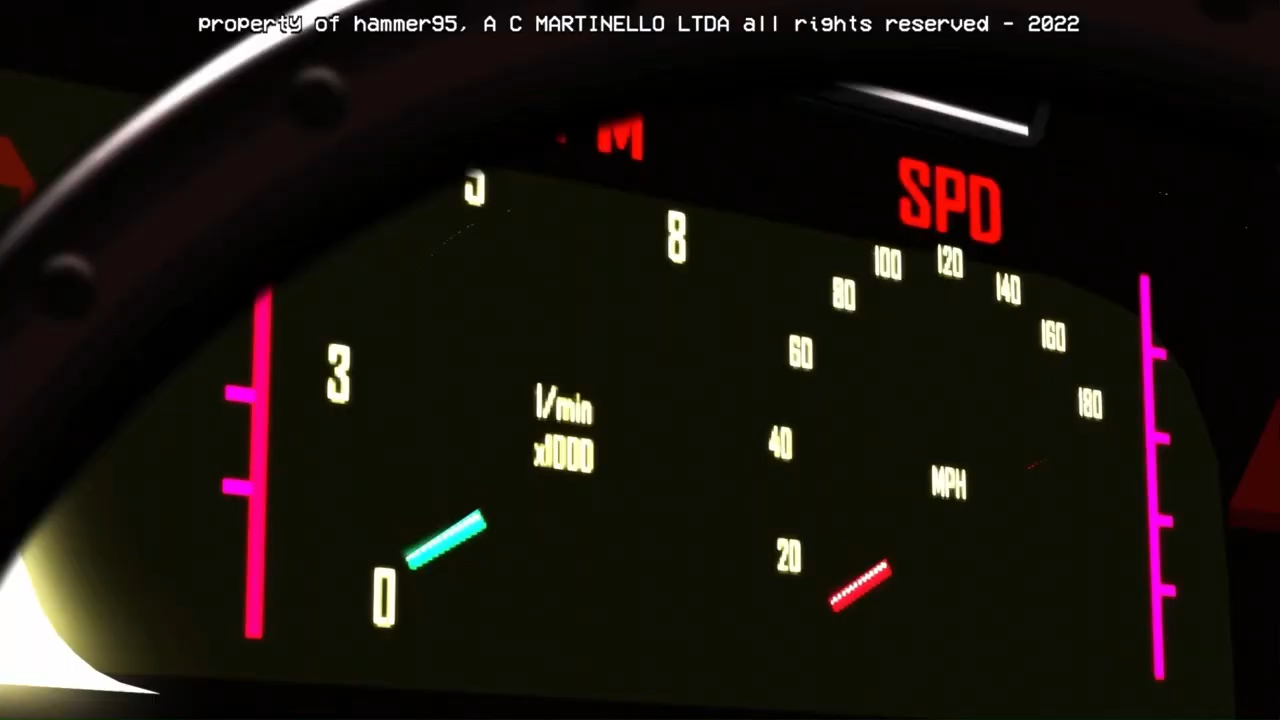 property of hammer95, A C MARTINELLO LTDA all rights reserved - 2022
M
SPD
8
100 120
80 140
60 160
3
180
l/min
40
x1000
MPH
20
0